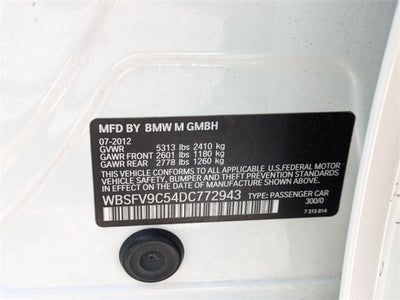 MFD BY BMW M GMBH
07-2012
GVWR 5313 lbs 2410 kg
GAWR FRONT 2601 lbs 1180 kg
GAWR REAR 2778 lbs 1260 kg
THIS VEHICLE CONFORMS TO ALL APPLICABLE U.S.FEDERAL MOTOR
VEHICLE SAFETY, BUMPER, AND THEFT PREVENTION STANDARDS
IN EFFECT ON THE DATE OF MANUFACTURE SHOWN ABOVE.
WBSFV9C54DC772943 TYPE: PASSENGER CAR
300/0
7 315 814